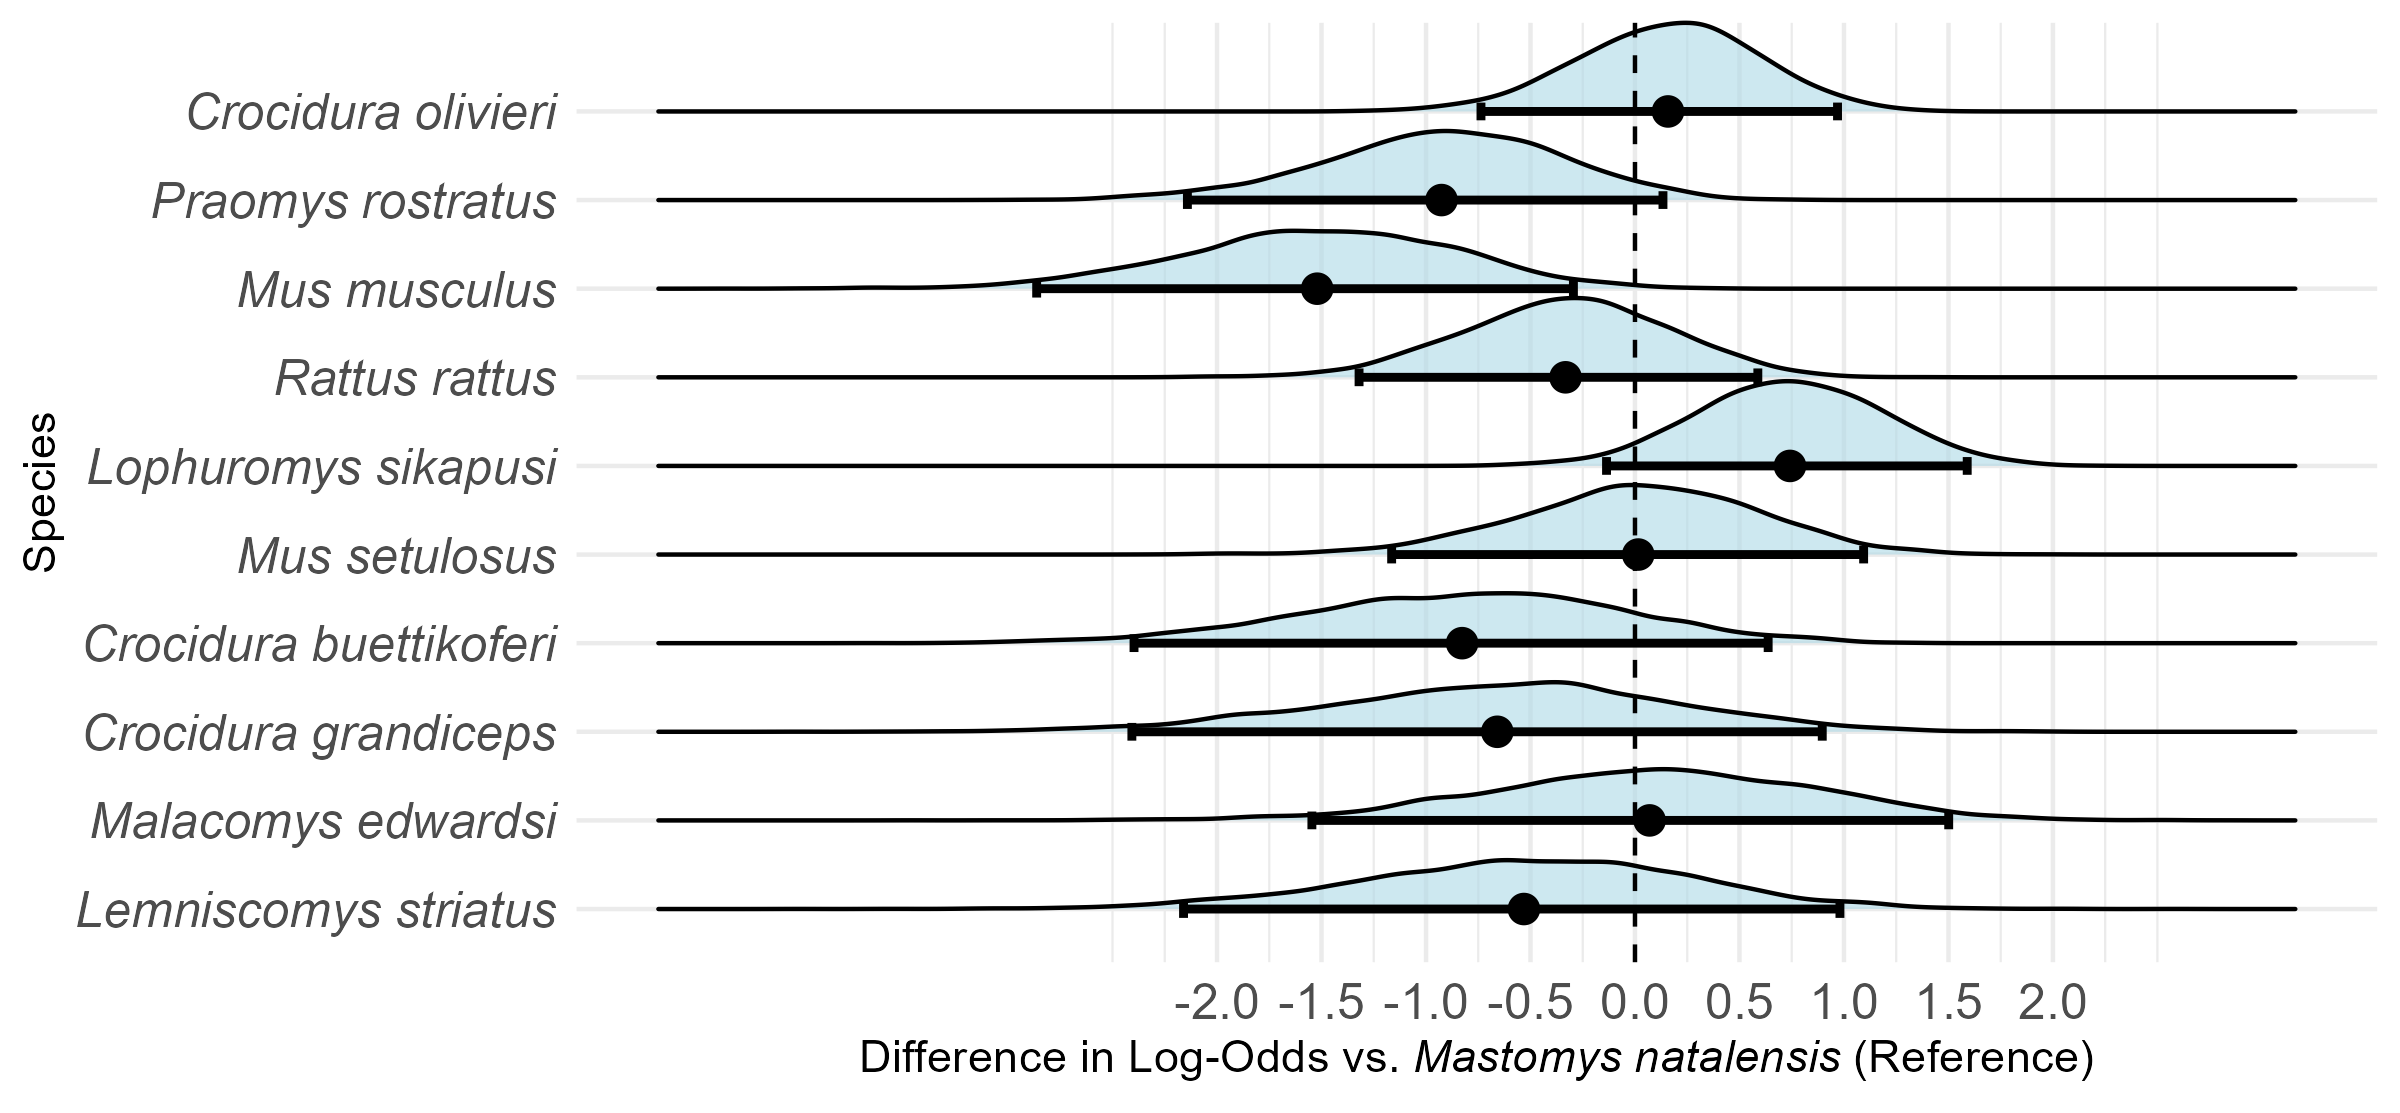 Species
Crocidura olivieri
Praomys rostratus
Mus musculus
Rattus rattus
Lophuromys sikapusi
Mus setulosus
Crocidura buettikoferi
Crocidura grandiceps
Malacomys edwardsi
Lemniscomys striatus
-2.0 -1.5 -1.0 -0.5 0.0 0.5 1.0 1.5 2.0
Difference in Log-Odds vs. Mastomys natalensis (Reference)